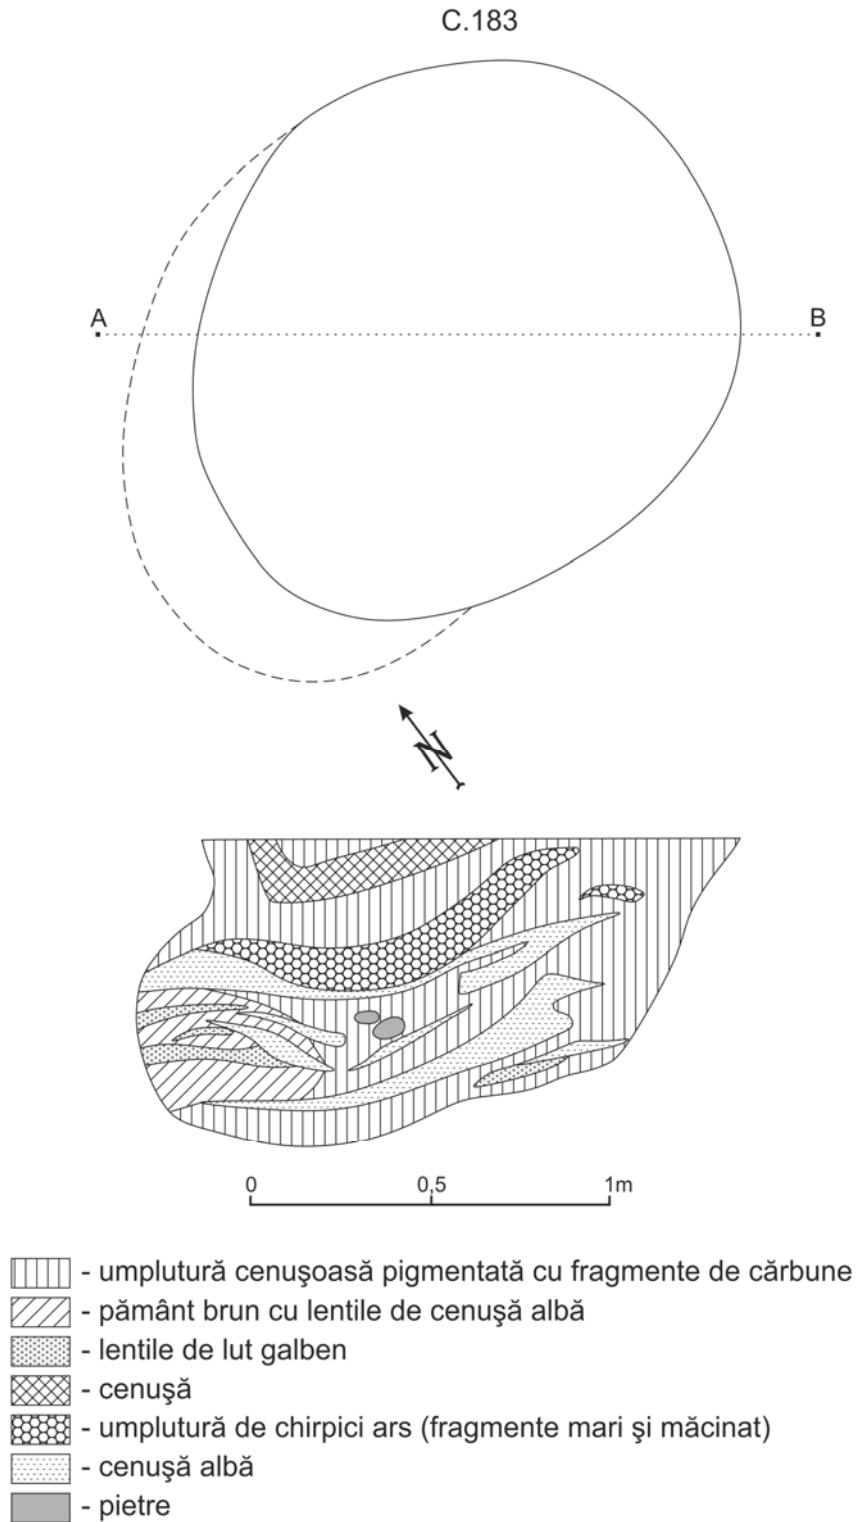 C.183
A
B
N
0 0,5 1m
- umplutură cenuşoasă pigmentată cu fragmente de cărbune
- pământ brun cu lentile de cenuşă albă
- lentile de lut galben
- cenuşă
- umplutură de chirpici ars (fragmente mari şi măcinat)
- cenuşă albă
- pietre